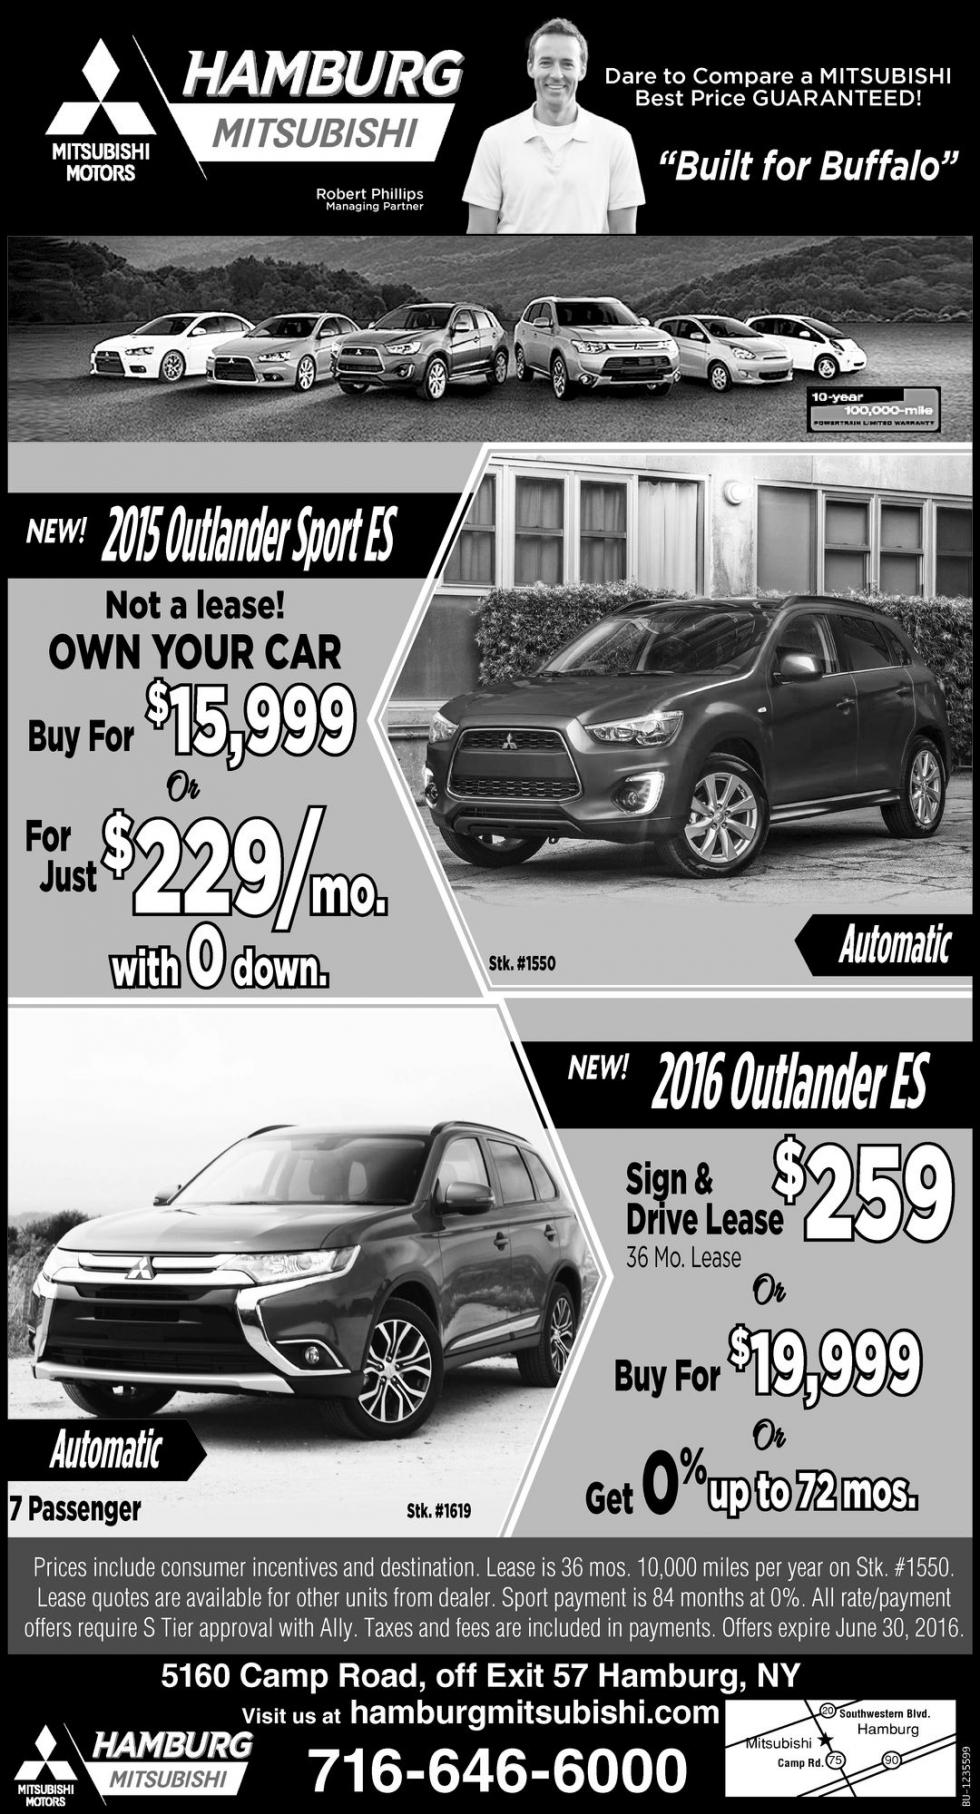 HAMBURG
MITSUBISHI
MITSUBISHI
MOTORS
Robert Phillips
Managing Partner
Dare to Compare a MITSUBISHI
Best Price GUARANTEED!
“Built for Buffalo”
10-year
100,000-mile
POWERTRAIN LIMITED WARRANTY
NEW! 2015 Outlander Sport ES
Not a lease!
OWN YOUR CAR
Buy For $15,999
Or
For Just $229/mo.
with 0 down.
Stk. #1550
Automatic
NEW! 2016 Outlander ES
Sign &
Drive Lease $259
36 Mo. Lease
Or
Buy For $19,999
Or
Get 0% up to 72 mos.
Automatic
7 Passenger
Stk. #1619
Prices include consumer incentives and destination. Lease is 36 mos. 10,000 miles per year on Stk. #1550.
Lease quotes are available for other units from dealer. Sport payment is 84 months at 0%. All rate/payment
offers require S Tier approval with Ally. Taxes and fees are included in payments. Offers expire June 30, 2016.
5160 Camp Road, off Exit 57 Hamburg, NY
Visit us at hamburgmitsubishi.com
716-646-6000
MITSUBISHI
MOTORS
HAMBURG
MITSUBISHI
20
Southwestern Blvd.
Hamburg
Mitsubishi
Camp Rd.
75
90
BU-1235599